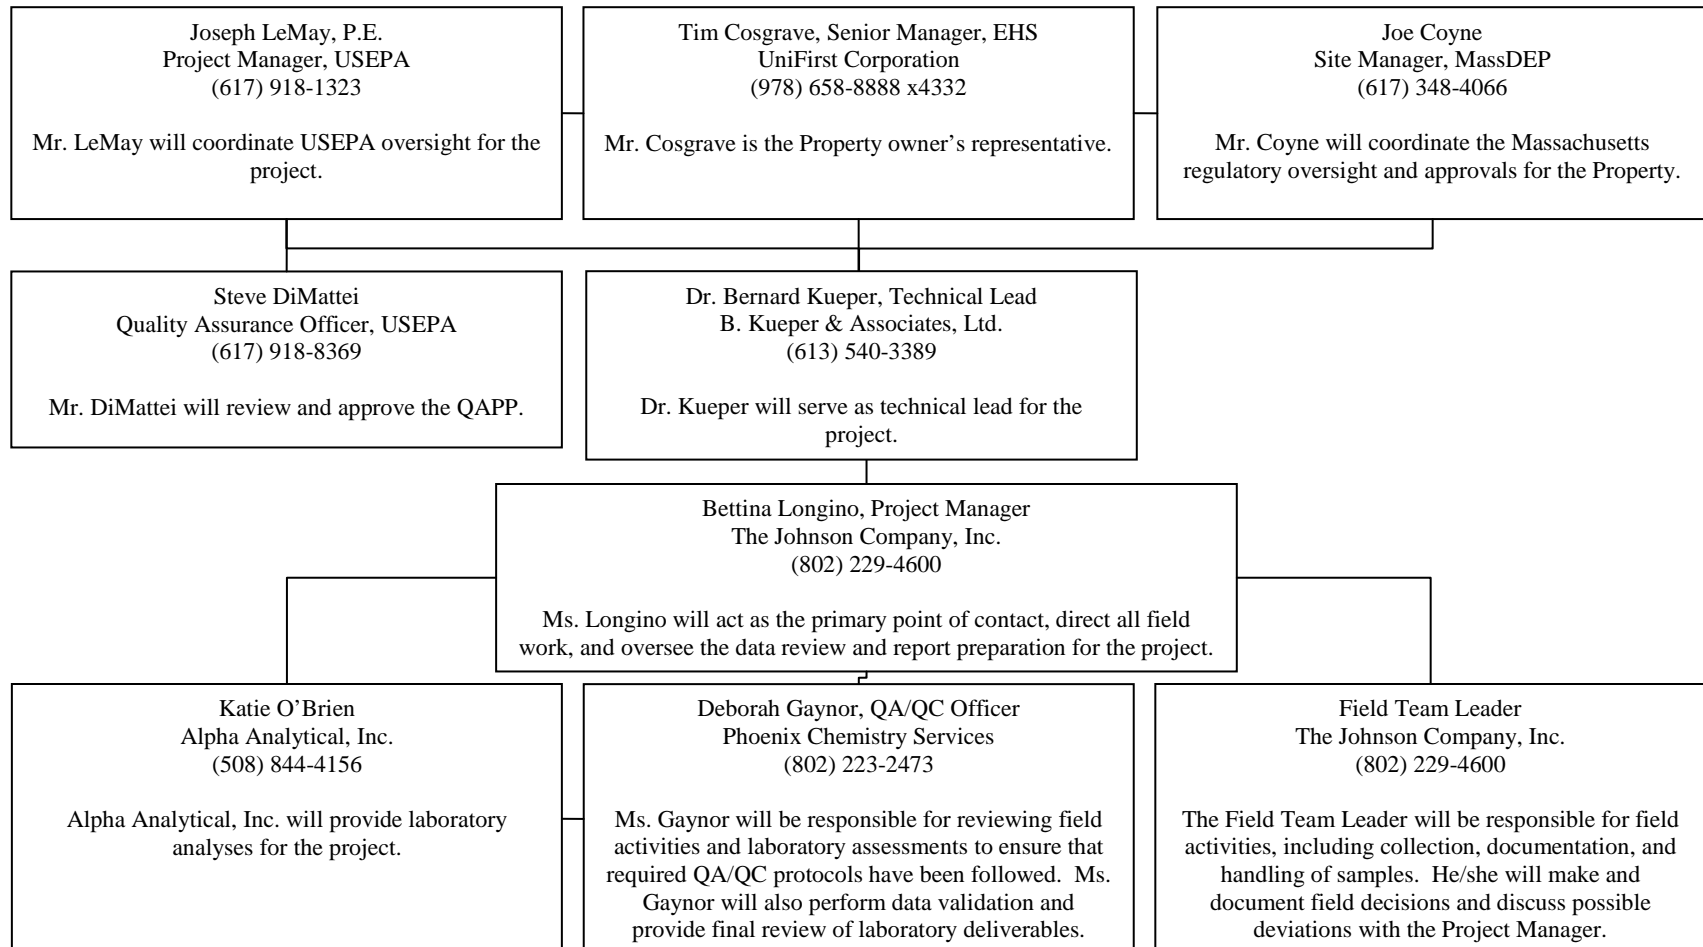 Joseph LeMay, P.E.
Project Manager, USEPA
(617) 918-1323
Mr. LeMay will coordinate USEPA oversight for the
project.
Tim Cosgrave, Senior Manager, EHS
UniFirst Corporation
(978) 658-8888 x4332
Mr. Cosgrave is the Property owner’s representative.
Joe Coyne
Site Manager, MassDEP
(617) 348-4066
Mr. Coyne will coordinate the Massachusetts
regulatory oversight and approvals for the Property.
Steve DiMattei
Quality Assurance Officer, USEPA
(617) 918-8369
Mr. DiMattei will review and approve the QAPP.
Dr. Bernard Kueper, Technical Lead
B. Kueper & Associates, Ltd.
(613) 540-3389
Dr. Kueper will serve as technical lead for the
project.
Bettina Longino, Project Manager
The Johnson Company, Inc.
(802) 229-4600
Ms. Longino will act as the primary point of contact, direct all field
work, and oversee the data review and report preparation for the project.
Katie O’Brien
Alpha Analytical, Inc.
(508) 844-4156
Alpha Analytical, Inc. will provide laboratory
analyses for the project.
Deborah Gaynor, QA/QC Officer
Phoenix Chemistry Services
(802) 223-2473
Ms. Gaynor will be responsible for reviewing field
activities and laboratory assessments to ensure that
required QA/QC protocols have been followed.  Ms.
Gaynor will also perform data validation and
provide final review of laboratory deliverables.
Field Team Leader
The Johnson Company, Inc.
(802) 229-4600
The Field Team Leader will be responsible for field
activities, including collection, documentation, and
handling of samples.  He/she will make and
document field decisions and discuss possible
deviations with the Project Manager.